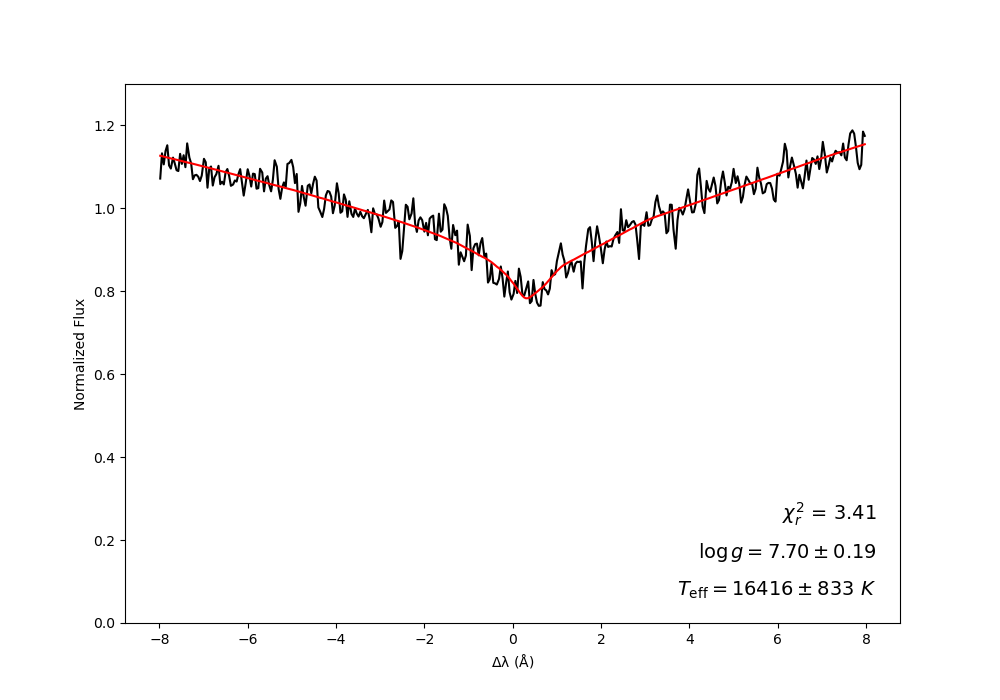 1.2
1.0
0.8
0.6
0.4
0.2
0.0
Normalized Flux
χ²ᵣ = 3.41
log g = 7.70 ± 0.19
T_eff = 16416 ± 833 K
−8 −6 −4 −2 0 2 4 6 8
Δλ (Å)